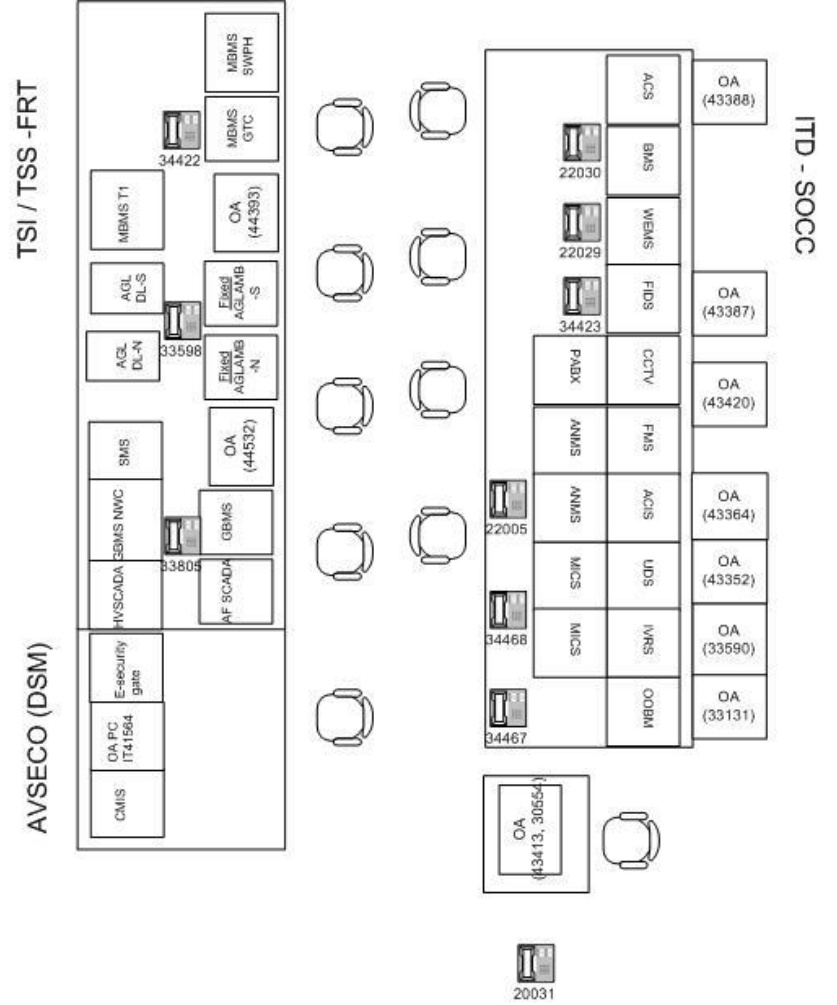 TSI / TSS -FRT
MBMS
SWPH
MBMS
GTC
34422
MBMS T1
OA
(44393)
AGL
DL-S
Fixed
AGLAMB
-S
33598
AGL
DL-N
Fixed
AGLAMB
-N
OA
(44532)
SMS
GBMS NWC
GBMS
33805
HVSCADA
AF SCADA
AVSECO (DSM)
E-security
gate
OA PC
IT41564
CMIS
ITD - SOCC
ACS
OA
(43388)
22030
BMS
22029
WEMS
34423
FIDS
OA
(43387)
PABX
CCTV
OA
(43420)
ANMS
FMS
22005
ANMS
ACIS
OA
(43364)
MICS
UDS
OA
(43352)
34468
MICS
IVRS
OA
(33590)
34467
OOBM
OA
(33131)
OA
(43413, 30554)
20031